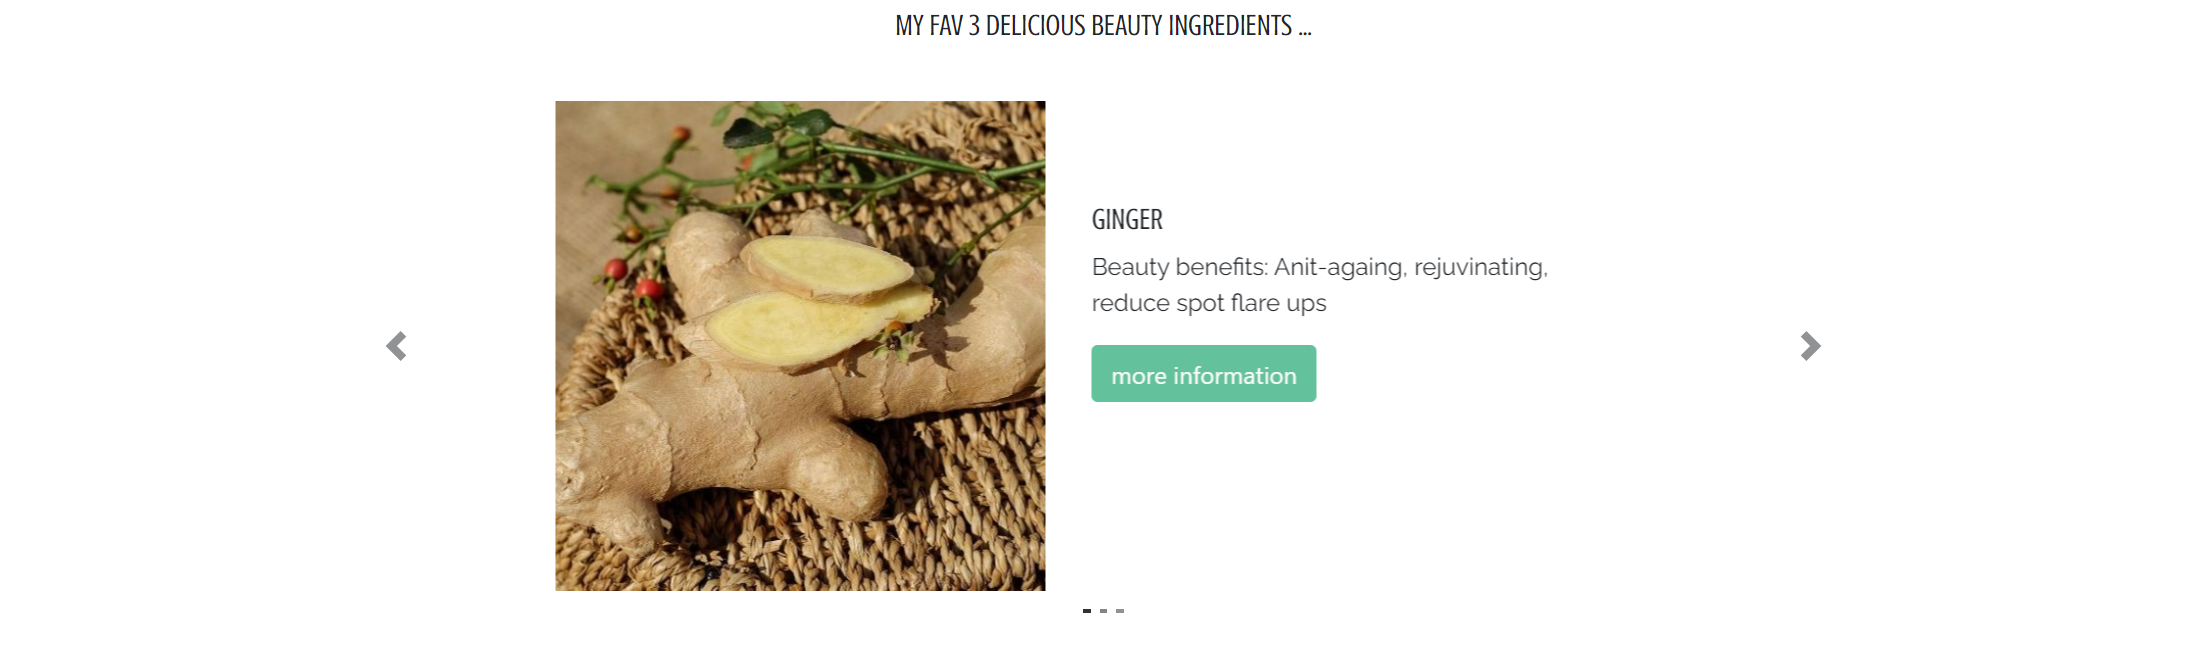 MY FAV 3 DELICIOUS BEAUTY INGREDIENTS ...
GINGER
Beauty benefits: Anit-againg, rejuvinating,
reduce spot flare ups
more information